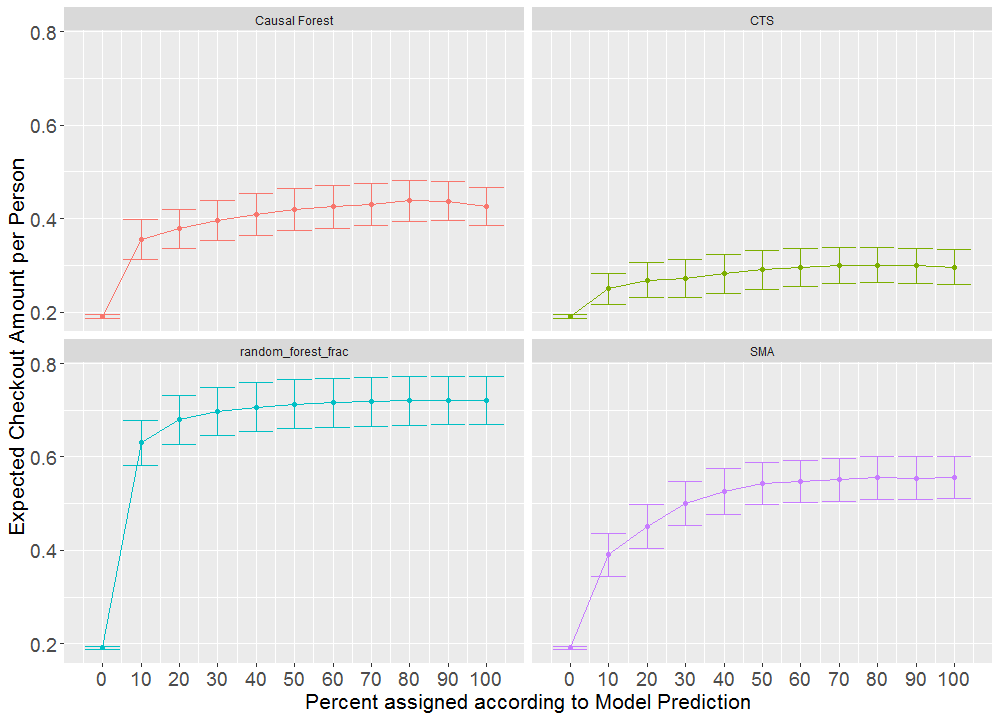 Causal Forest
CTS
0.8
0.6
0.4
0.2
random_forest_frac
SMA
0.8
0.6
0.4
0.2
Expected Checkout Amount per Person
0 10 20 30 40 50 60 70 80 90 100
0 10 20 30 40 50 60 70 80 90 100
Percent assigned according to Model Prediction